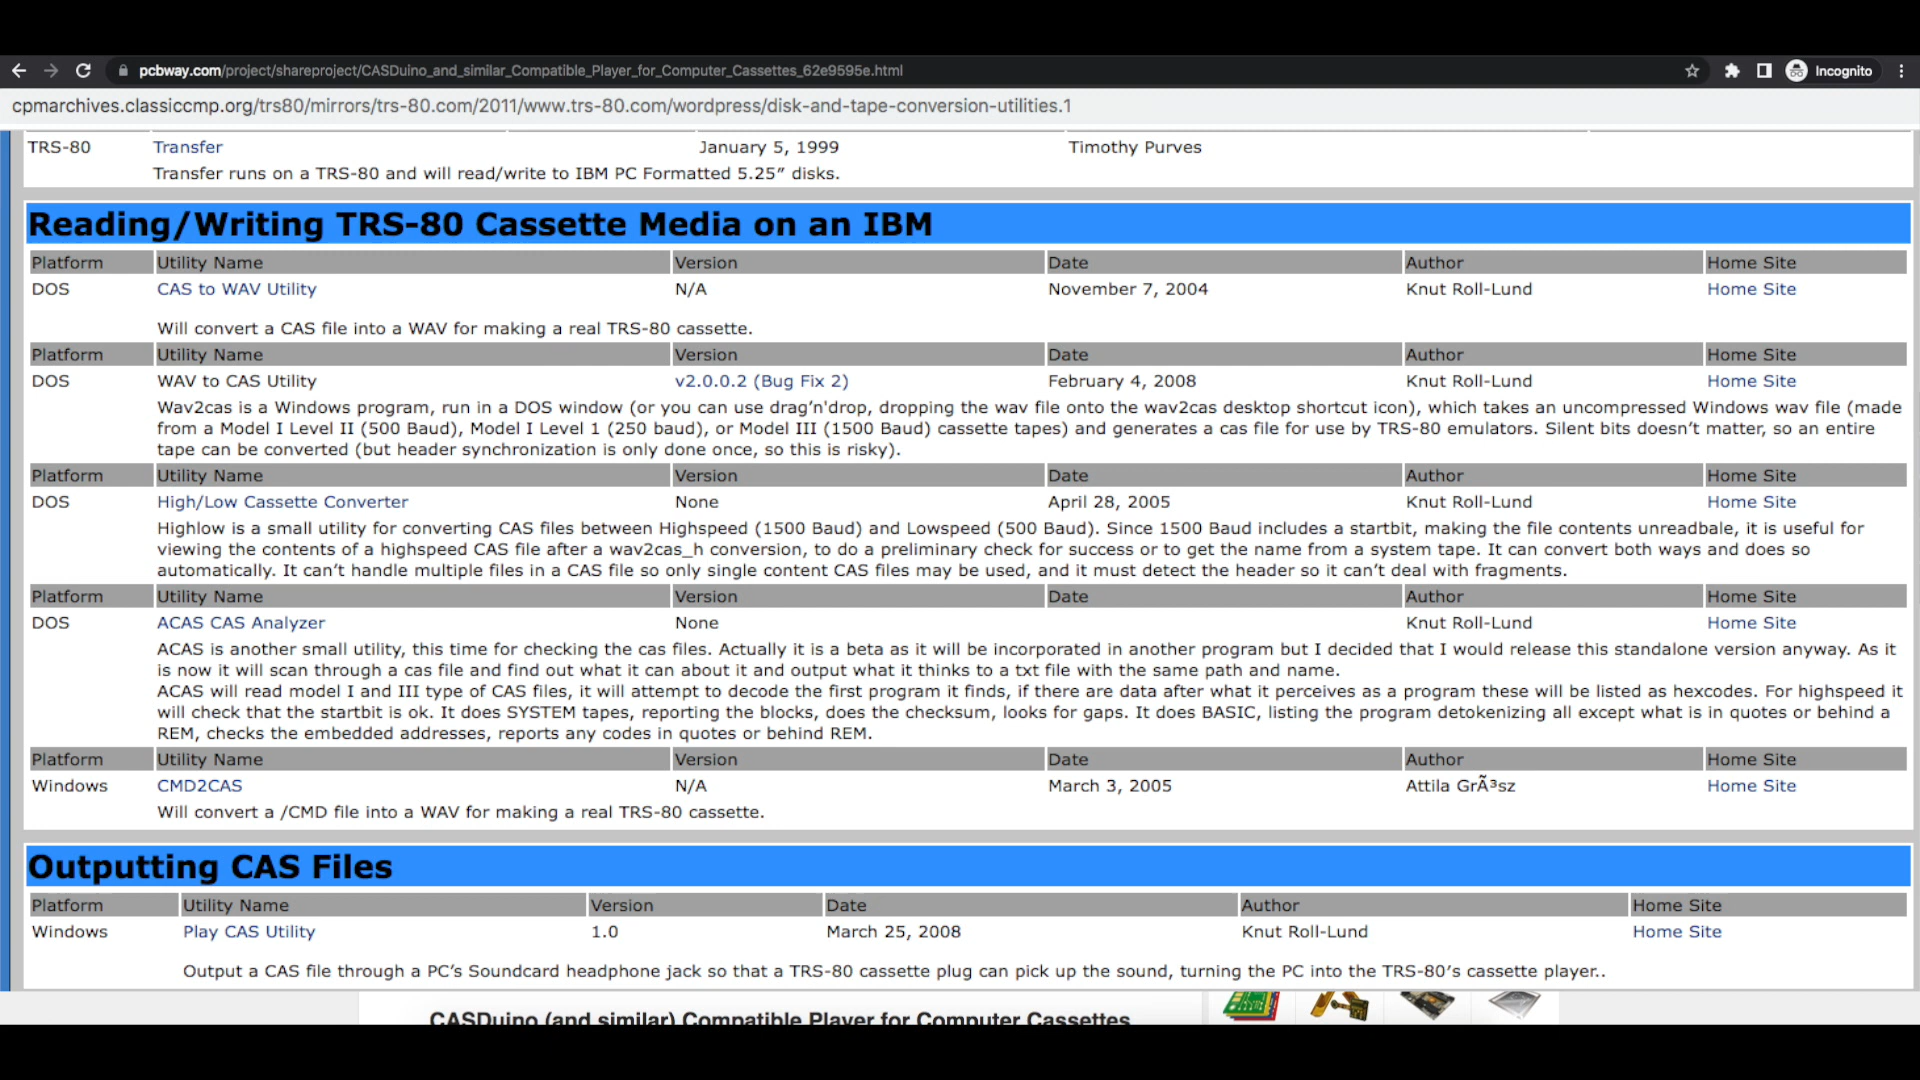 pcbway.com/project/shareproject/CASDuino_and_similar_Compatible_Player_for_Computer_Cassettes_62e9595e.html
Incognito
cpmarchives.classiccmp.org/trs80/mirrors/trs-80.com/2011/www.trs-80.com/wordpress/disk-and-tape-conversion-utilities.1
TRS-80 Transfer January 5, 1999 Timothy Purves
Transfer runs on a TRS-80 and will read/write to IBM PC Formatted 5.25” disks.
Reading/Writing TRS-80 Cassette Media on an IBM
Platform Utility Name Version Date Author Home Site
DOS CAS to WAV Utility N/A November 7, 2004 Knut Roll-Lund Home Site
Will convert a CAS file into a WAV for making a real TRS-80 cassette.
Platform Utility Name Version Date Author Home Site
DOS WAV to CAS Utility v2.0.0.2 (Bug Fix 2) February 4, 2008 Knut Roll-Lund Home Site
Wav2cas is a Windows program, run in a DOS window (or you can use drag’n'drop, dropping the wav file onto the wav2cas desktop shortcut icon), which takes an uncompressed Windows wav file (made
from a Model I Level II (500 Baud), Model I Level 1 (250 baud), or Model III (1500 Baud) cassette tapes) and generates a cas file for use by TRS-80 emulators. Silent bits doesn’t matter, so an entire
tape can be converted (but header synchronization is only done once, so this is risky).
Platform Utility Name Version Date Author Home Site
DOS High/Low Cassette Converter None April 28, 2005 Knut Roll-Lund Home Site
Highlow is a small utility for converting CAS files between Highspeed (1500 Baud) and Lowspeed (500 Baud). Since 1500 Baud includes a startbit, making the file contents unreadbale, it is useful for
viewing the contents of a highspeed CAS file after a wav2cas_h conversion, to do a preliminary check for success or to get the name from a system tape. It can convert both ways and does so
automatically. It can’t handle multiple files in a CAS file so only single content CAS files may be used, and it must detect the header so it can’t deal with fragments.
Platform Utility Name Version Date Author Home Site
DOS ACAS CAS Analyzer None Knut Roll-Lund Home Site
ACAS is another small utility, this time for checking the cas files. Actually it is a beta as it will be incorporated in another program but I decided that I would release this standalone version anyway. As it
is now it will scan through a cas file and find out what it can about it and output what it thinks to a txt file with the same path and name.
ACAS will read model I and III type of CAS files, it will attempt to decode the first program it finds, if there are data after what it perceives as a program these will be listed as hexcodes. For highspeed it
will check that the startbit is ok. It does SYSTEM tapes, reporting the blocks, does the checksum, looks for gaps. It does BASIC, listing the program detokenizing all except what is in quotes or behind a
REM, checks the embedded addresses, reports any codes in quotes or behind REM.
Platform Utility Name Version Date Author Home Site
Windows CMD2CAS N/A March 3, 2005 Attila GrÃ³sz Home Site
Will convert a /CMD file into a WAV for making a real TRS-80 cassette.
Outputting CAS Files
Platform Utility Name Version Date Author Home Site
Windows Play CAS Utility 1.0 March 25, 2008 Knut Roll-Lund Home Site
Output a CAS file through a PC’s Soundcard headphone jack so that a TRS-80 cassette plug can pick up the sound, turning the PC into the TRS-80’s cassette player..
CASDuino (and similar) Compatible Player for Computer Cassettes